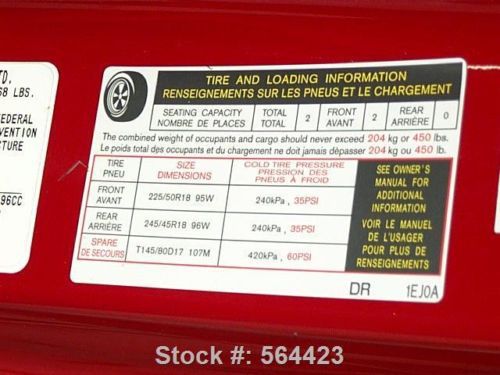 TD.
68 LBS.
FEDERAL
VENTION
CTURE
96CC
TIRE AND LOADING INFORMATION
RENSEIGNEMENTS SUR LES PNEUS ET LE CHARGEMENT
SEATING CAPACITY TOTAL 2 FRONT 2 REAR 0
NOMBRE DE PLACES TOTAL AVANT ARRIÈRE
The combined weight of occupants and cargo should never exceed 204 kg or 450 lbs.
Le poids total des occupants et du chargement ne doit jamais dépasser 204 kg ou 450 lb.
TIRE SIZE COLD TIRE PRESSURE
PNEU DIMENSIONS PRESSION DES
PNEUS À FROID
FRONT
AVANT 225/50R18 95W 240kPa, 35PSI
REAR
ARRIÈRE 245/45R18 96W 240kPa, 35PSI
SPARE
DE SECOURS T145/80D17 107M 420kPa, 60PSI
SEE OWNER'S
MANUAL FOR
ADDITIONAL
INFORMATION
VOIR LE MANUEL
DE L'USAGER
POUR PLUS DE
RENSEIGNEMENTS
DR 1EJ0A
Stock #: 564423